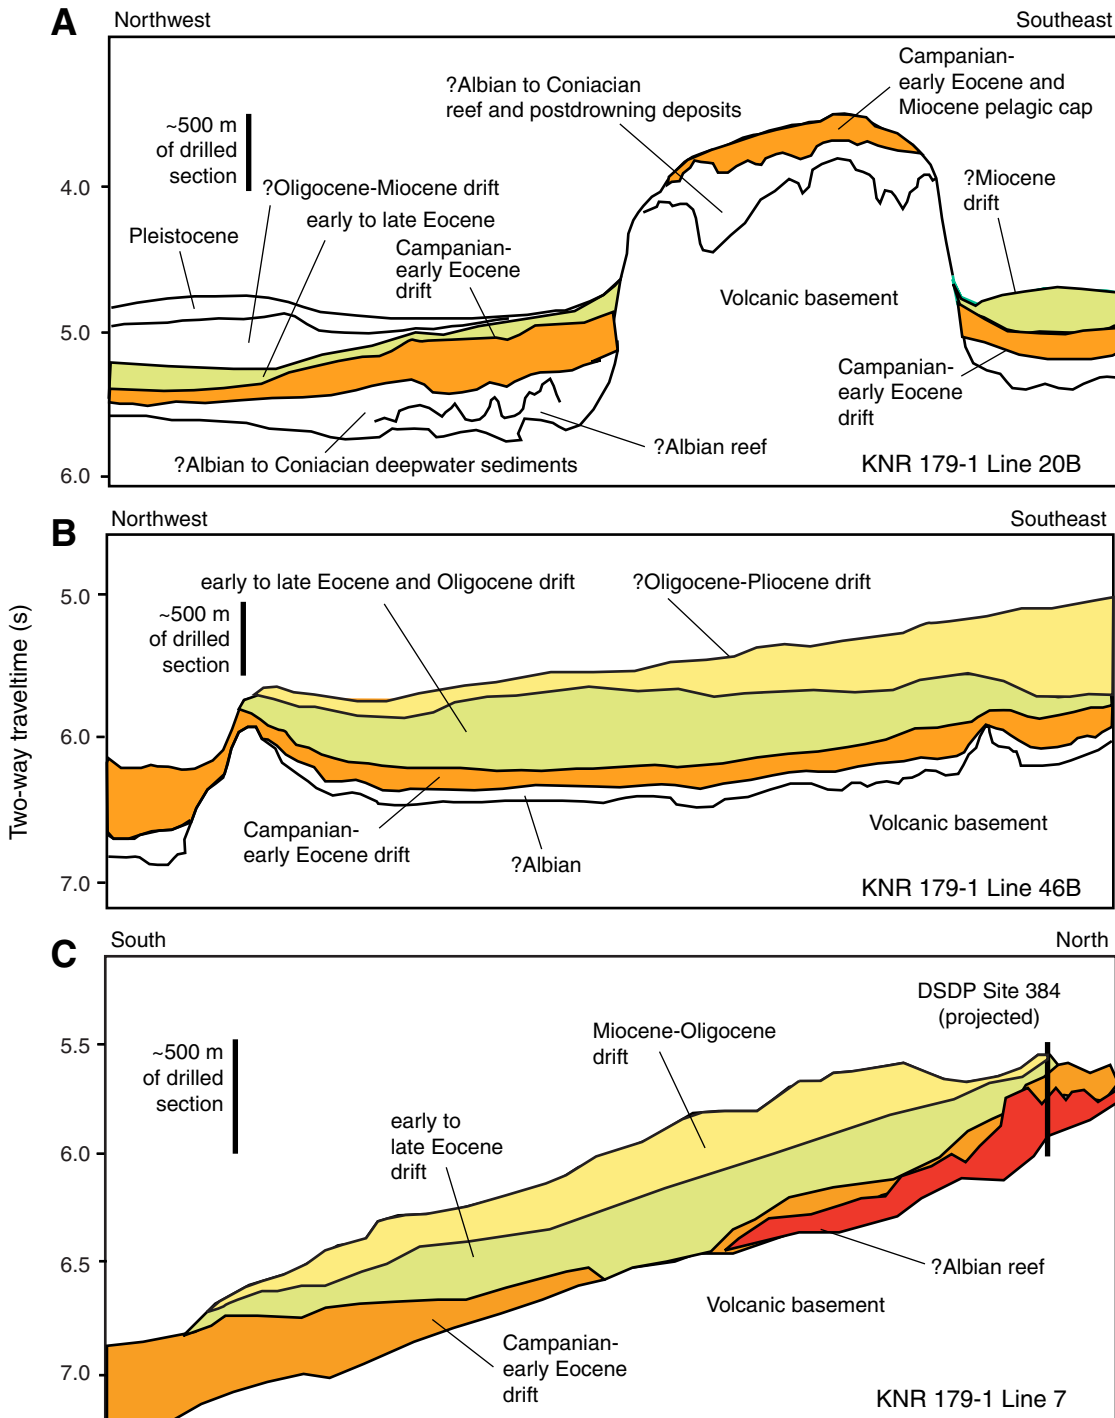 A
Northwest
Southeast
Campanian-
early Eocene and
Miocene pelagic cap
?Albian to Coniacian
reef and postdrowning deposits
~500 m
of drilled
section
4.0
?Oligocene-Miocene drift
?Miocene
drift
early to late Eocene
Pleistocene
Campanian-
early Eocene
drift
Volcanic basement
5.0
Campanian-
early Eocene
drift
?Albian reef
?Albian to Coniacian deepwater sediments
KNR 179-1 Line 20B
6.0
B
Northwest
Southeast
early to late Eocene and Oligocene drift
?Oligocene-Pliocene drift
5.0
~500 m
of drilled
section
Two-way traveltime (s)
6.0
Campanian-
early Eocene drift
Volcanic basement
?Albian
7.0
KNR 179-1 Line 46B
C
South
North
DSDP Site 384
(projected)
Miocene-Oligocene
drift
5.5
~500 m
of drilled
section
early to
late Eocene
drift
6.0
6.5
?Albian reef
Volcanic basement
Campanian-
early Eocene
drift
7.0
KNR 179-1 Line 7